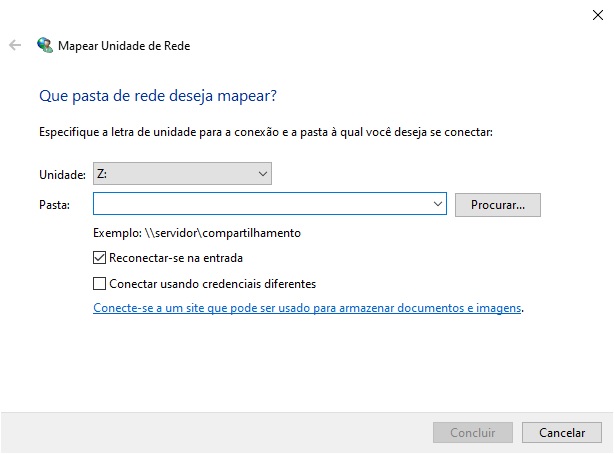 Mapear Unidade de Rede
Que pasta de rede deseja mapear?
Especifique a letra de unidade para a conexão e a pasta à qual você deseja se conectar:
Unidade: Z:
Pasta: Procurar...
Exemplo: \\servidor\compartilhamento
Reconectar-se na entrada
Conectar usando credenciais diferentes
Conecte-se a um site que pode ser usado para armazenar documentos e imagens.
Concluir Cancelar